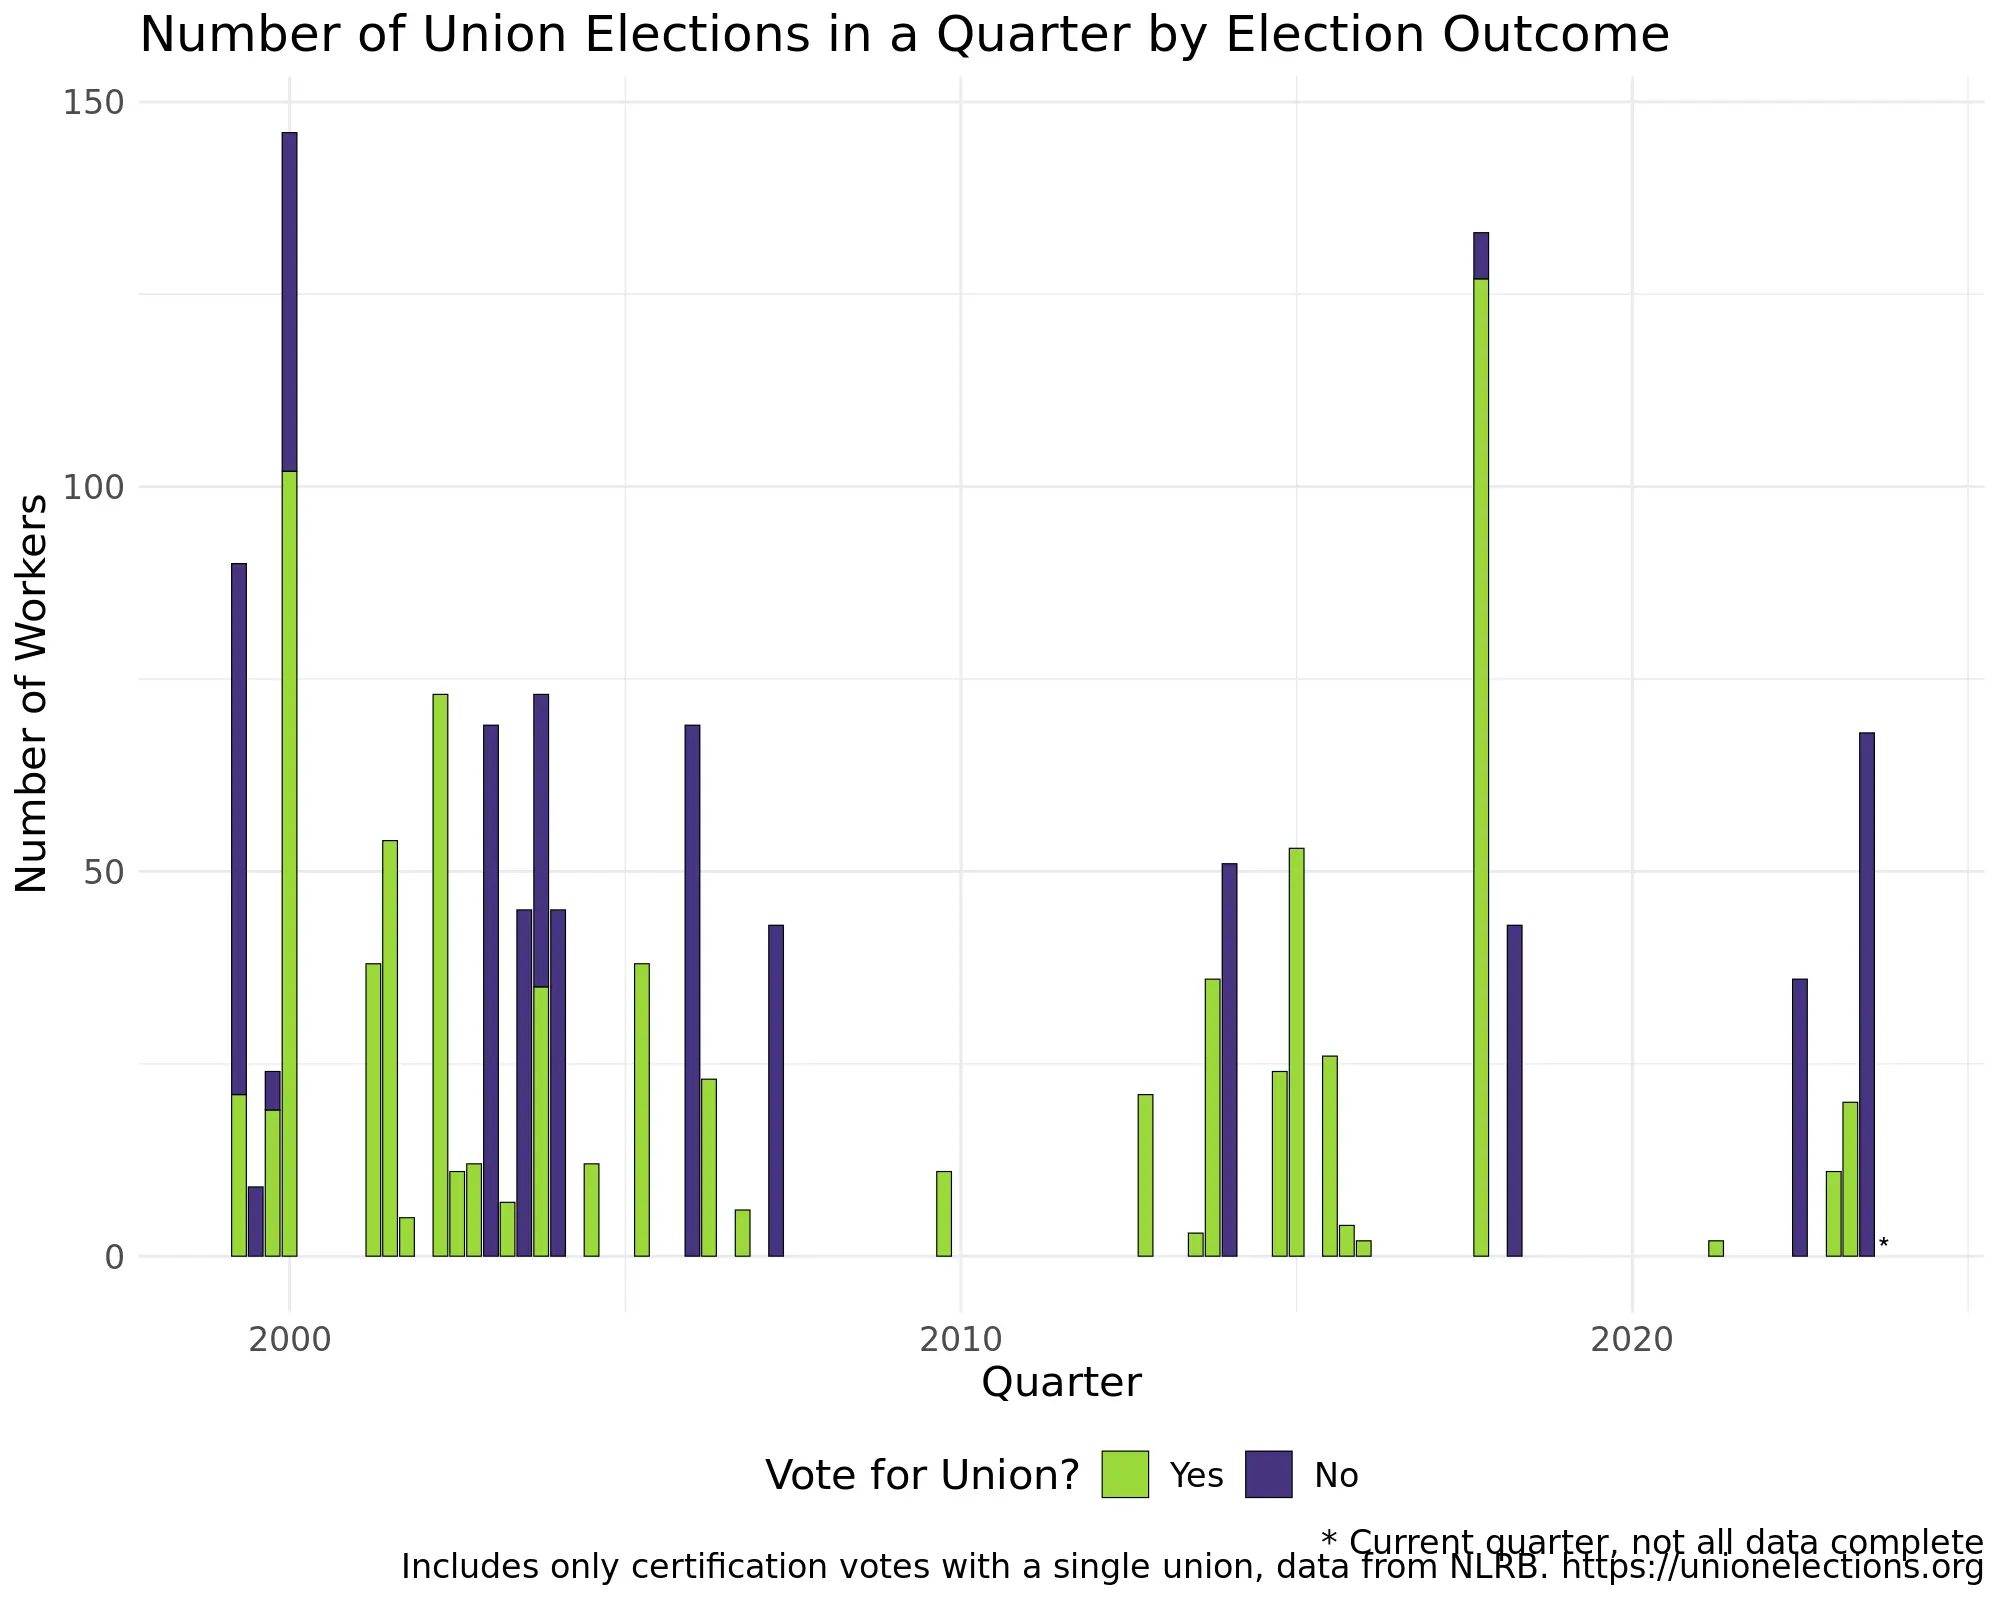 Number of Union Elections in a Quarter by Election Outcome
150
100
50
0
Number of Workers
*
2000 2010 2020
Quarter
Vote for Union? Yes No
* Current quarter, not all data complete
Includes only certification votes with a single union, data from NLRB. https://unionelections.org